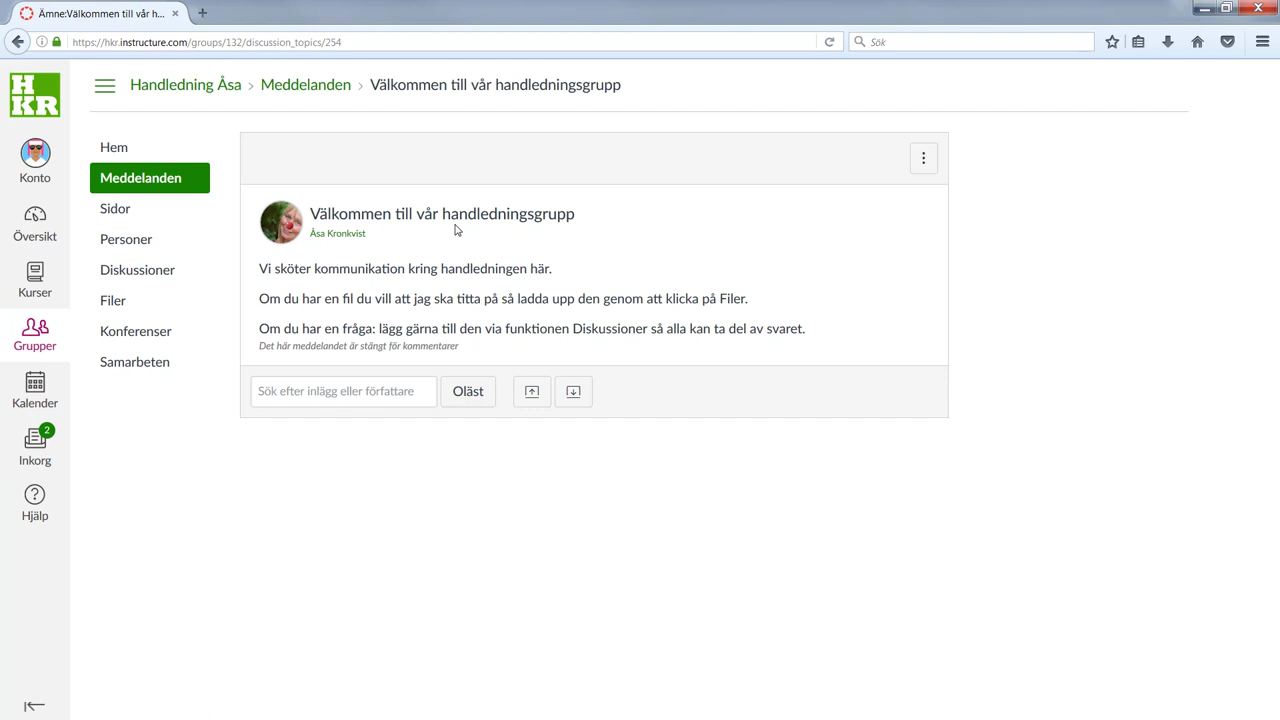 Ämne:Välkommen till vår h...
https://hkr.instructure.com/groups/132/discussion_topics/254
Sök
HKR
Handledning Åsa > Meddelanden > Välkommen till vår handledningsgrupp
Konto
Översikt
Kurser
Grupper
Kalender
2
Inkorg
Hjälp
Hem
Meddelanden
Sidor
Personer
Diskussioner
Filer
Konferenser
Samarbeten
Välkommen till vår handledningsgrupp
Åsa Kronkvist
Vi sköter kommunikation kring handledningen här.
Om du har en fil du vill att jag ska titta på så ladda upp den genom att klicka på Filer.
Om du har en fråga: lägg gärna till den via funktionen Diskussioner så alla kan ta del av svaret.
Det här meddelandet är stängt för kommentarer
Sök efter inlägg eller författare
Oläst